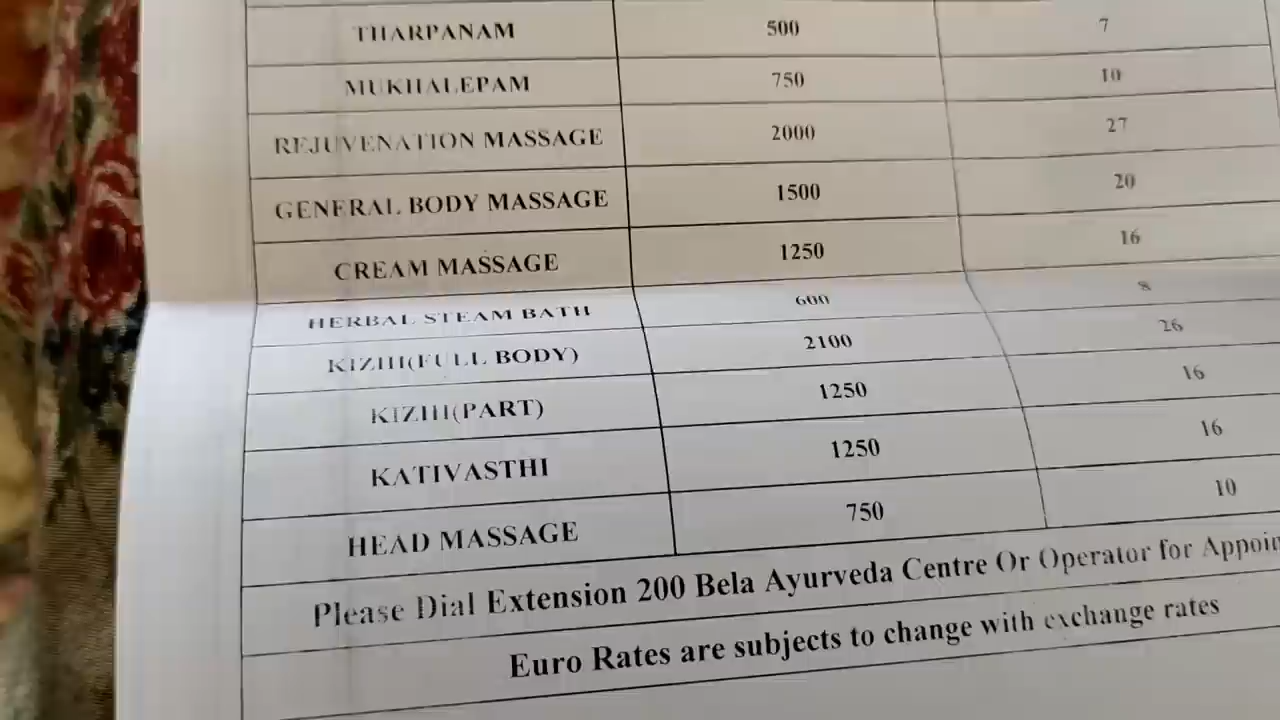 THARPANAM 500 7
MUKHALEPAM 750 10
REJUVENATION MASSAGE 2000 27
GENERAL BODY MASSAGE 1500 20
CREAM MASSAGE 1250 16
HERBAL STEAM BATH 600 8
KIZHI(FULL BODY) 2100 26
KIZHI(PART) 1250 16
KATIVASTHI 1250 16
HEAD MASSAGE 750 10
Please Dial Extension 200 Bela Ayurveda Centre Or Operator for Appoin
Euro Rates are subjects to change with exchange rates